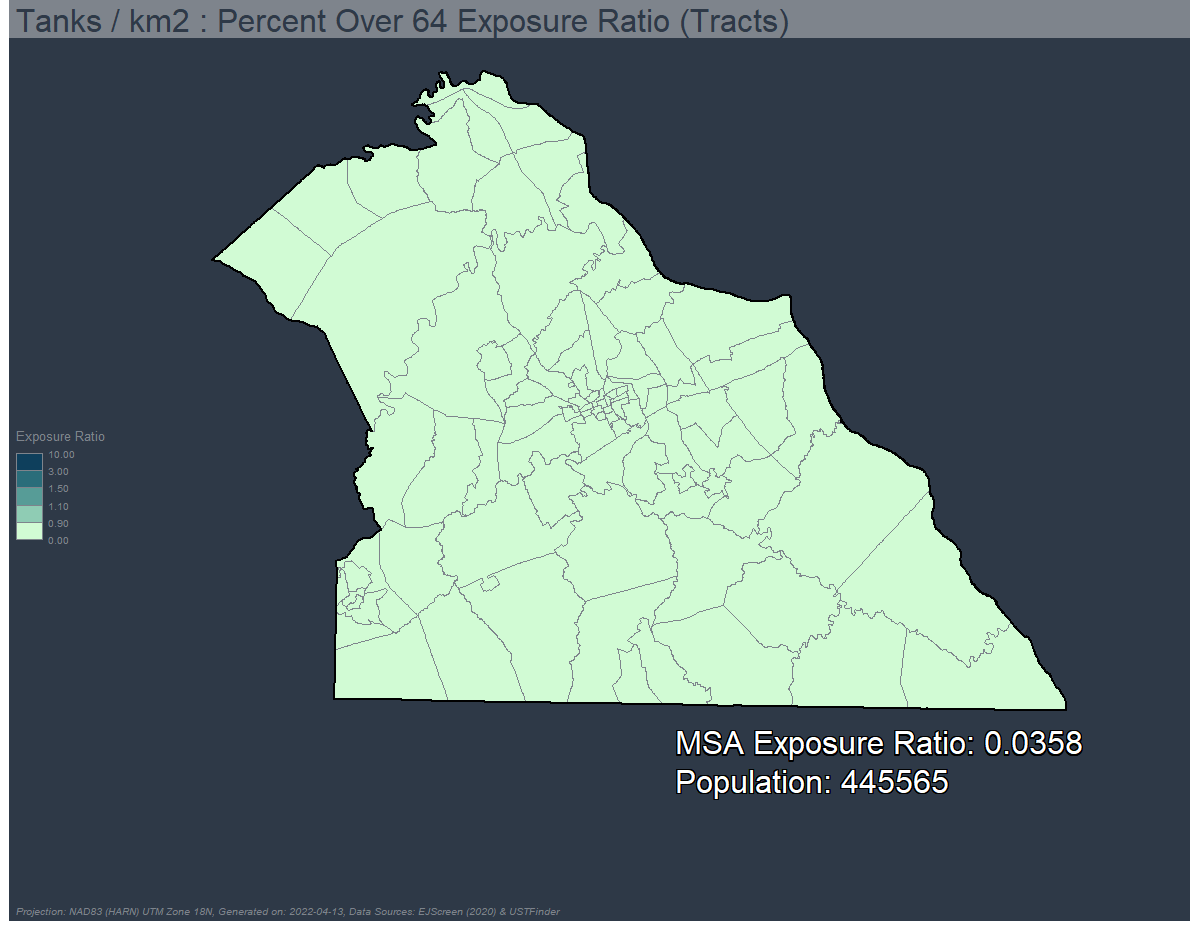 Tanks / km2 : Percent Over 64 Exposure Ratio (Tracts)
Exposure Ratio
10.00
3.00
1.50
1.10
0.90
0.00
MSA Exposure Ratio: 0.0358
Population: 445565
Projection: NAD83 (HARN) UTM Zone 18N, Generated on: 2022-04-13, Data Sources: EJScreen (2020) & USTFinder